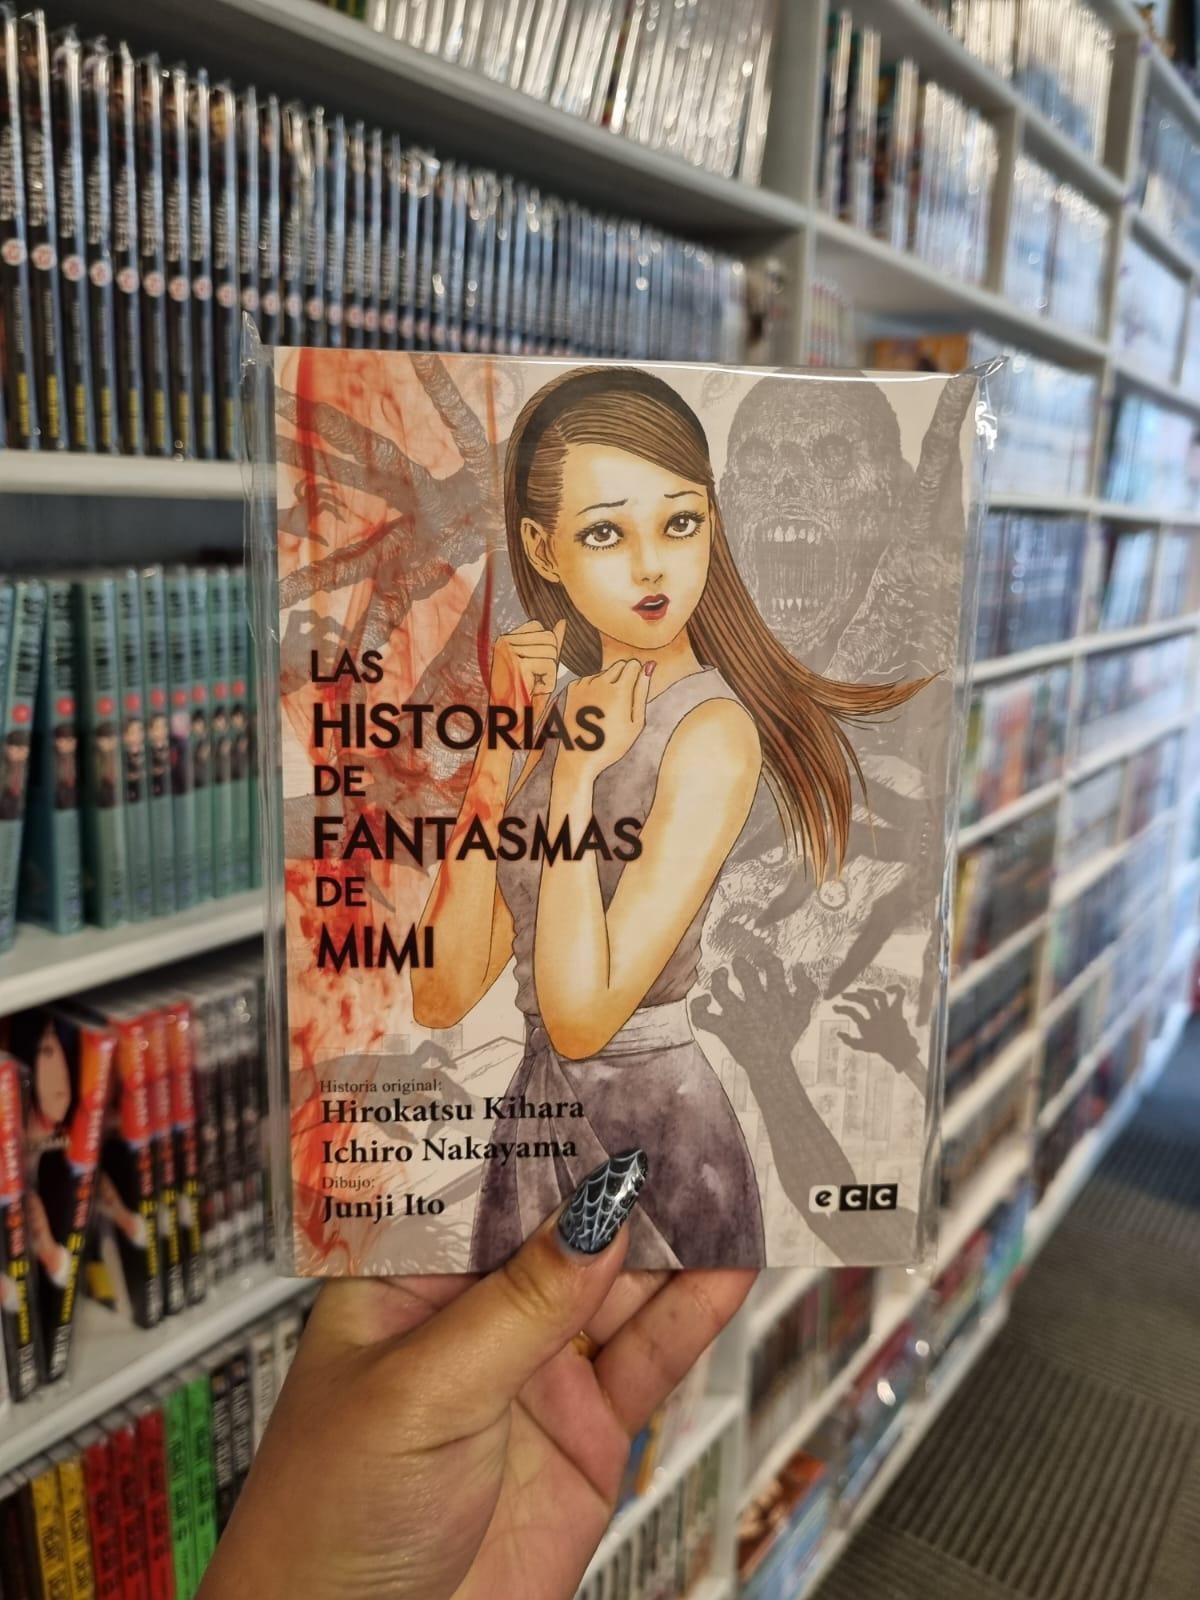 LAS
HISTORIAS
DE
FANTASMAS
DE
MIMI
Historia original:
Hirokatsu Kihara
Ichiro Nakayama
Dibujo:
Junji Ito
ecc